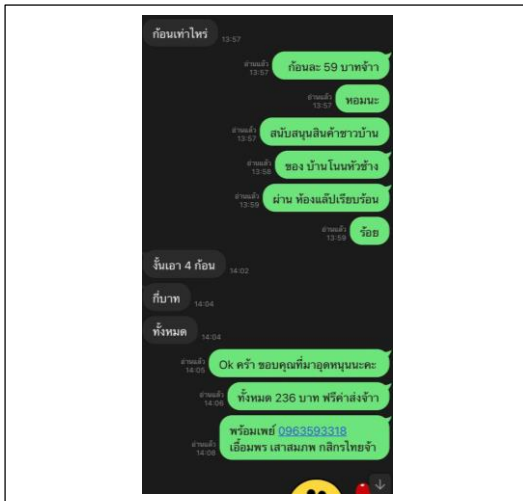 ก้อนเท่าไหร่
13:57
อ่านแล้ว
13:57
ก้อนละ 59 บาทจ้าา
อ่านแล้ว
13:57
หอมนะ
อ่านแล้ว
13:57
สนับสนุนสินค้าชาวบ้าน
อ่านแล้ว
13:58
ของ บ้านโนนหัวช้าง
อ่านแล้ว
13:59
ผ่าน ห้องแล๊ปเรียบร้อน
อ่านแล้ว
13:59
ร้อย
งั้นเอา 4 ก้อน
14:02
กี่บาท
14:04
ทั้งหมด
14:04
อ่านแล้ว
14:05
Ok คร้า ขอบคุณที่มาอุดหนุนนะคะ
อ่านแล้ว
14:06
ทั้งหมด 236 บาท ฟรีค่าส่งจ้าา
อ่านแล้ว
14:08
พร้อมเพย์ 0963593318
เอื้อมพร เสาสมภพ กสิกรไทยจ้า